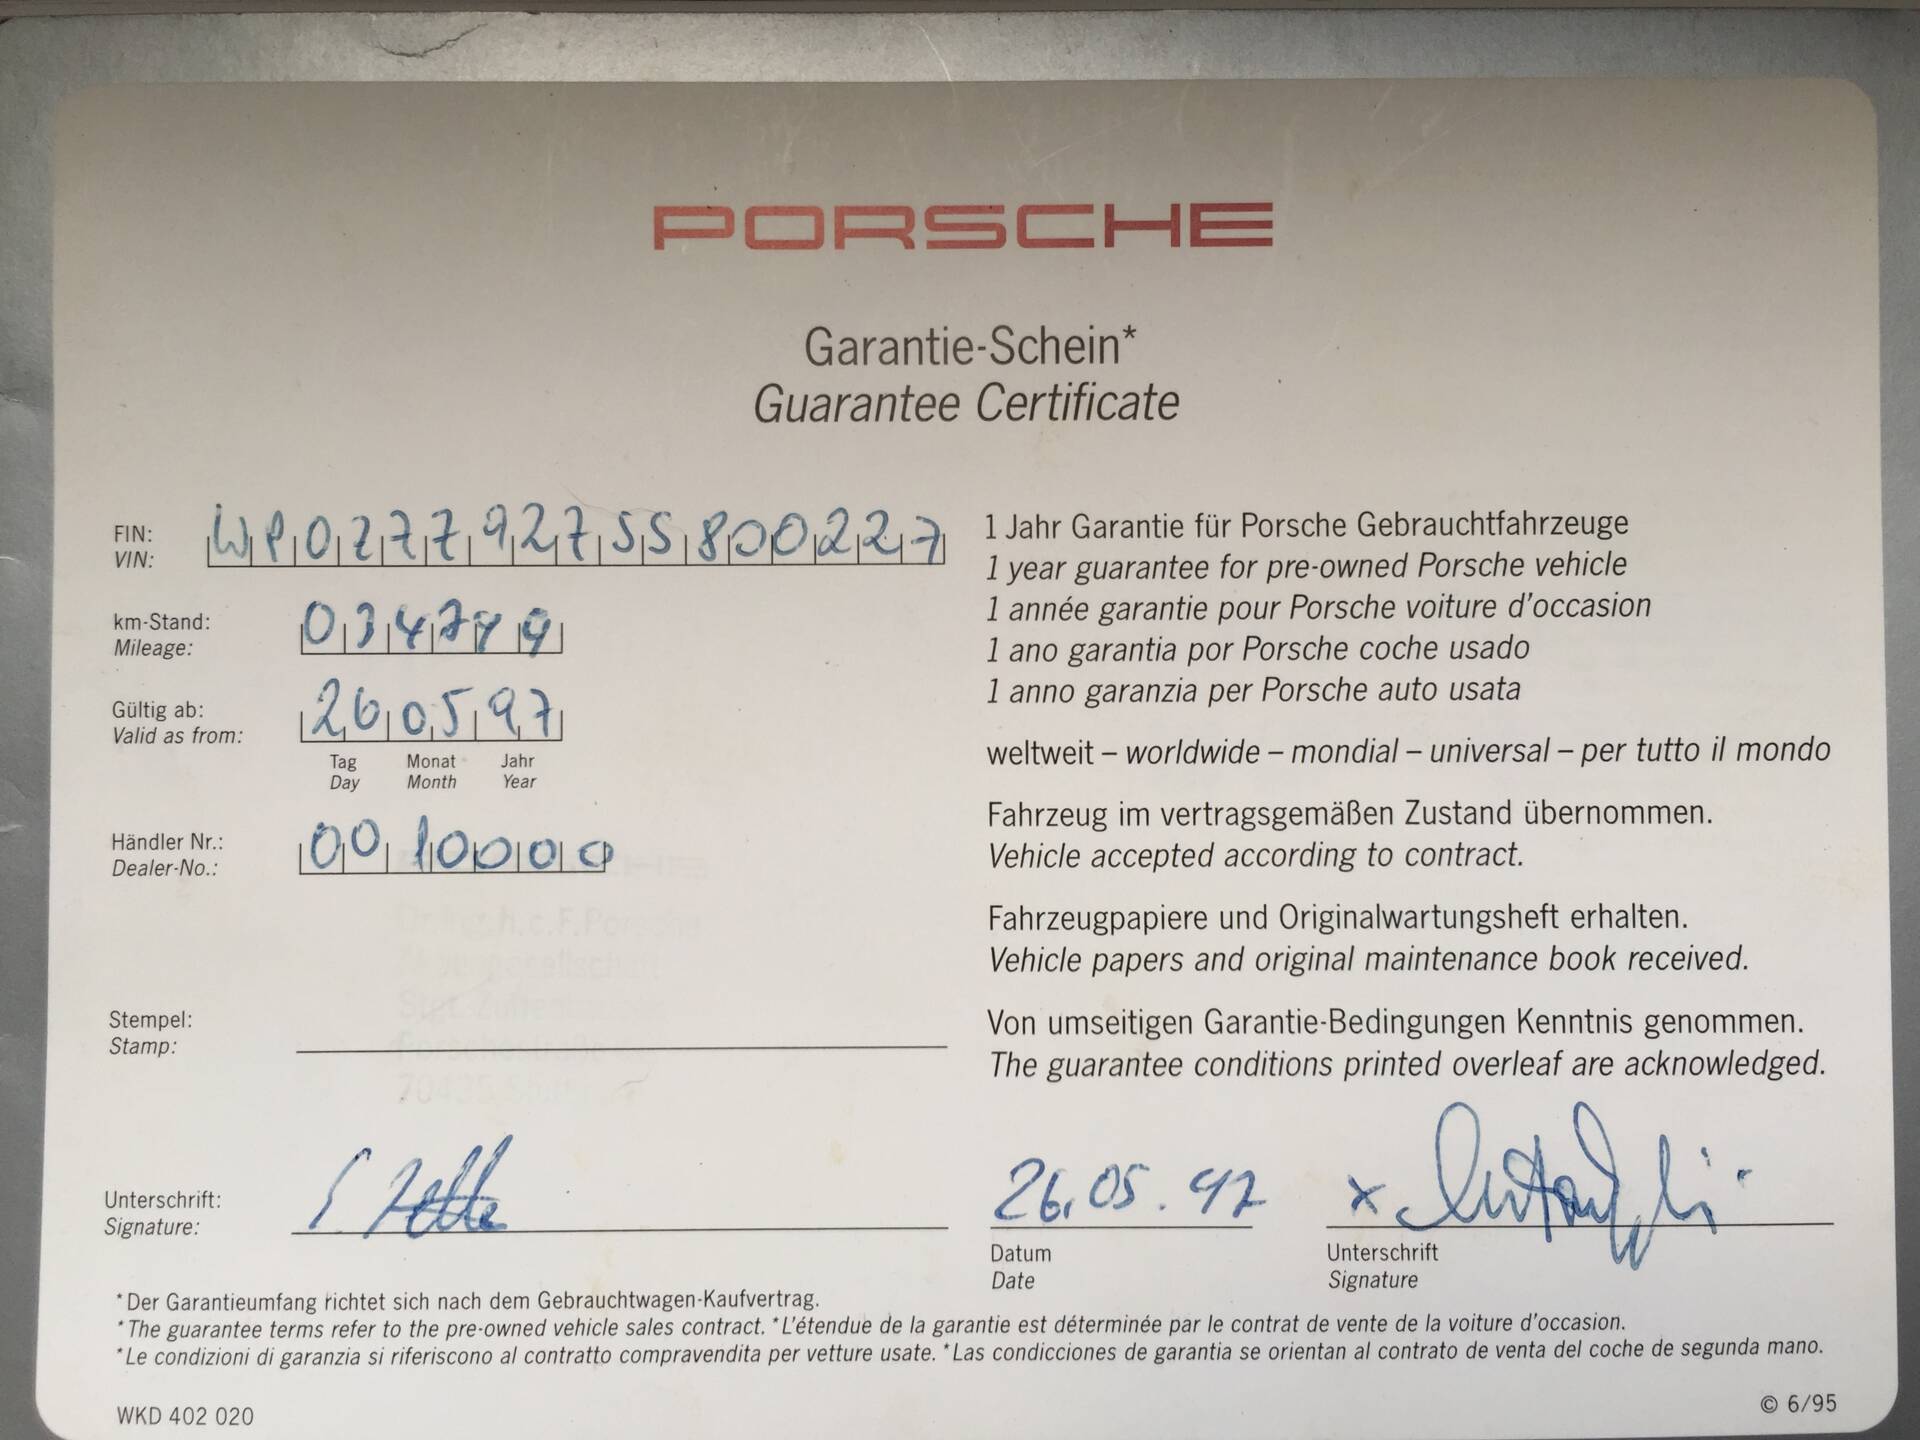 PORSCHE
Garantie-Schein*
Guarantee Certificate
FIN:
VIN:
WP0ZZZ92ZSS800227
km-Stand:
Mileage:
Gültig ab:
Valid as from:
260597
Tag Monat Jahr
Day Month Year
Händler Nr.:
Dealer-No.:
0010000
Dr.Ing.h.c.F.Porsche
Stempel:
Stamp:
Unterschrift:
Signature:
1 Jahr Garantie für Porsche Gebrauchtfahrzeuge
1 year guarantee for pre-owned Porsche vehicle
1 année garantie pour Porsche voiture d'occasion
1 ano garantia por Porsche coche usado
1 anno garanzia per Porsche auto usata
weltweit – worldwide – mondial – universal – per tutto il mondo
Fahrzeug im vertragsgemäßen Zustand übernommen.
Vehicle accepted according to contract.
Fahrzeugpapiere und Originalwartungsheft erhalten.
Vehicle papers and original maintenance book received.
Von umseitigen Garantie-Bedingungen Kenntnis genommen.
The guarantee conditions printed overleaf are acknowledged.
26.05.97 x
Datum Unterschrift
Date Signature
*Der Garantieumfang richtet sich nach dem Gebrauchtwagen-Kaufvertrag.
*The guarantee terms refer to the pre-owned vehicle sales contract. *L'étendue de la garantie est déterminée par le contrat de vente de la voiture d'occasion.
*Le condizioni di garanzia si riferiscono al contratto compravendita per vetture usate. *Las condicciones de garantia se orientan al contrato de venta del coche de segunda mano.
WKD 402 020 © 6/95